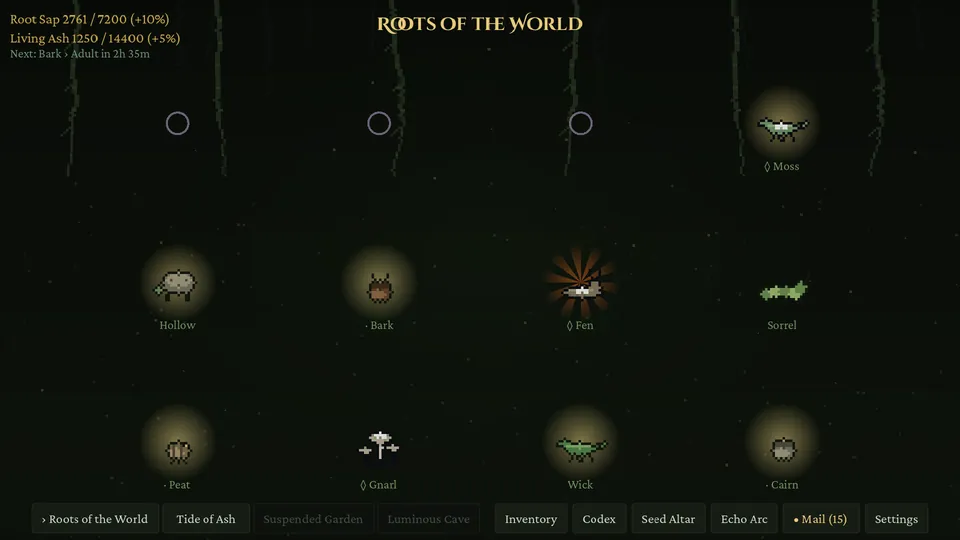 Root Sap 2761 / 7200 (+10%)
ROOTS OF THE WORLD
Living Ash 1250 / 14400 (+5%)
Next: Bark › Adult in 2h 35m
◊ Moss
Hollow
· Bark
◊ Fen
Sorrel
· Peat
◊ Gnarl
Wick
· Cairn
› Roots of the World
Tide of Ash
Suspended Garden
Luminous Cave
Inventory
Codex
Seed Altar
Echo Arc
• Mail (15)
Settings